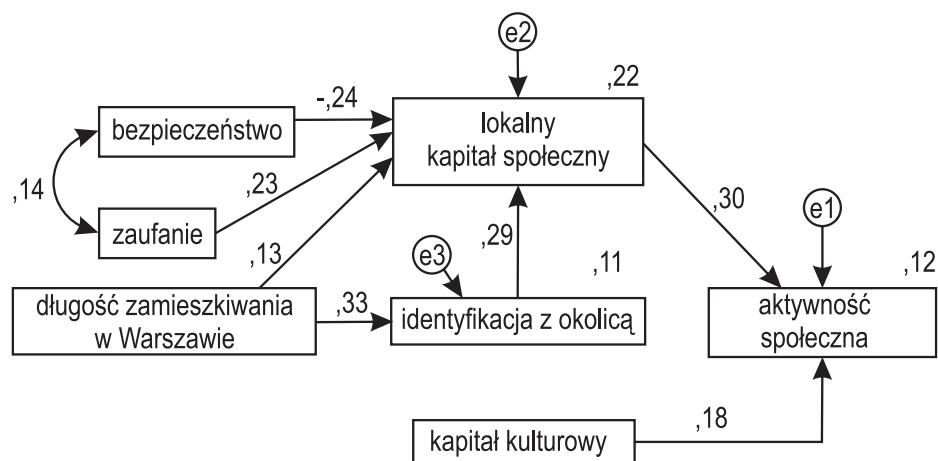 e2
,22
-,24
bezpieczeństwo
lokalny
kapitał społeczny
,14
,23
,30
e1
zaufanie
,13
,29
e3
,11
,12
długość zamieszkiwania
w Warszawie
,33
identyfikacja z okolicą
aktywność
społeczna
kapitał kulturowy
,18